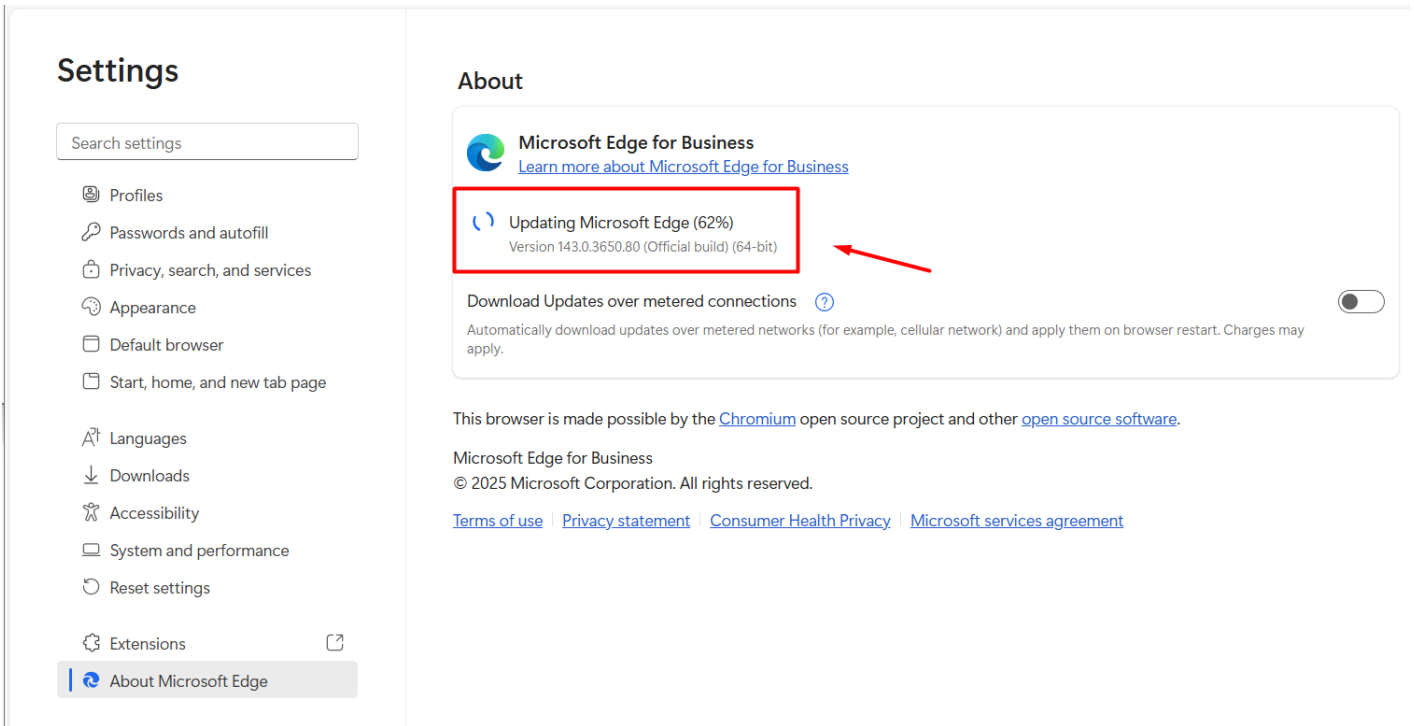 Settings
Search settings
Profiles
Passwords and autofill
Privacy, search, and services
Appearance
Default browser
Start, home, and new tab page
Languages
Downloads
Accessibility
System and performance
Reset settings
Extensions
About Microsoft Edge
About
Microsoft Edge for Business
Learn more about Microsoft Edge for Business
Updating Microsoft Edge (62%)
Version 143.0.3650.80 (Official build) (64-bit)
Download Updates over metered connections ?
Automatically download updates over metered networks (for example, cellular network) and apply them on browser restart. Charges may
apply.
This browser is made possible by the Chromium open source project and other open source software.
Microsoft Edge for Business
© 2025 Microsoft Corporation. All rights reserved.
Terms of use | Privacy statement | Consumer Health Privacy | Microsoft services agreement